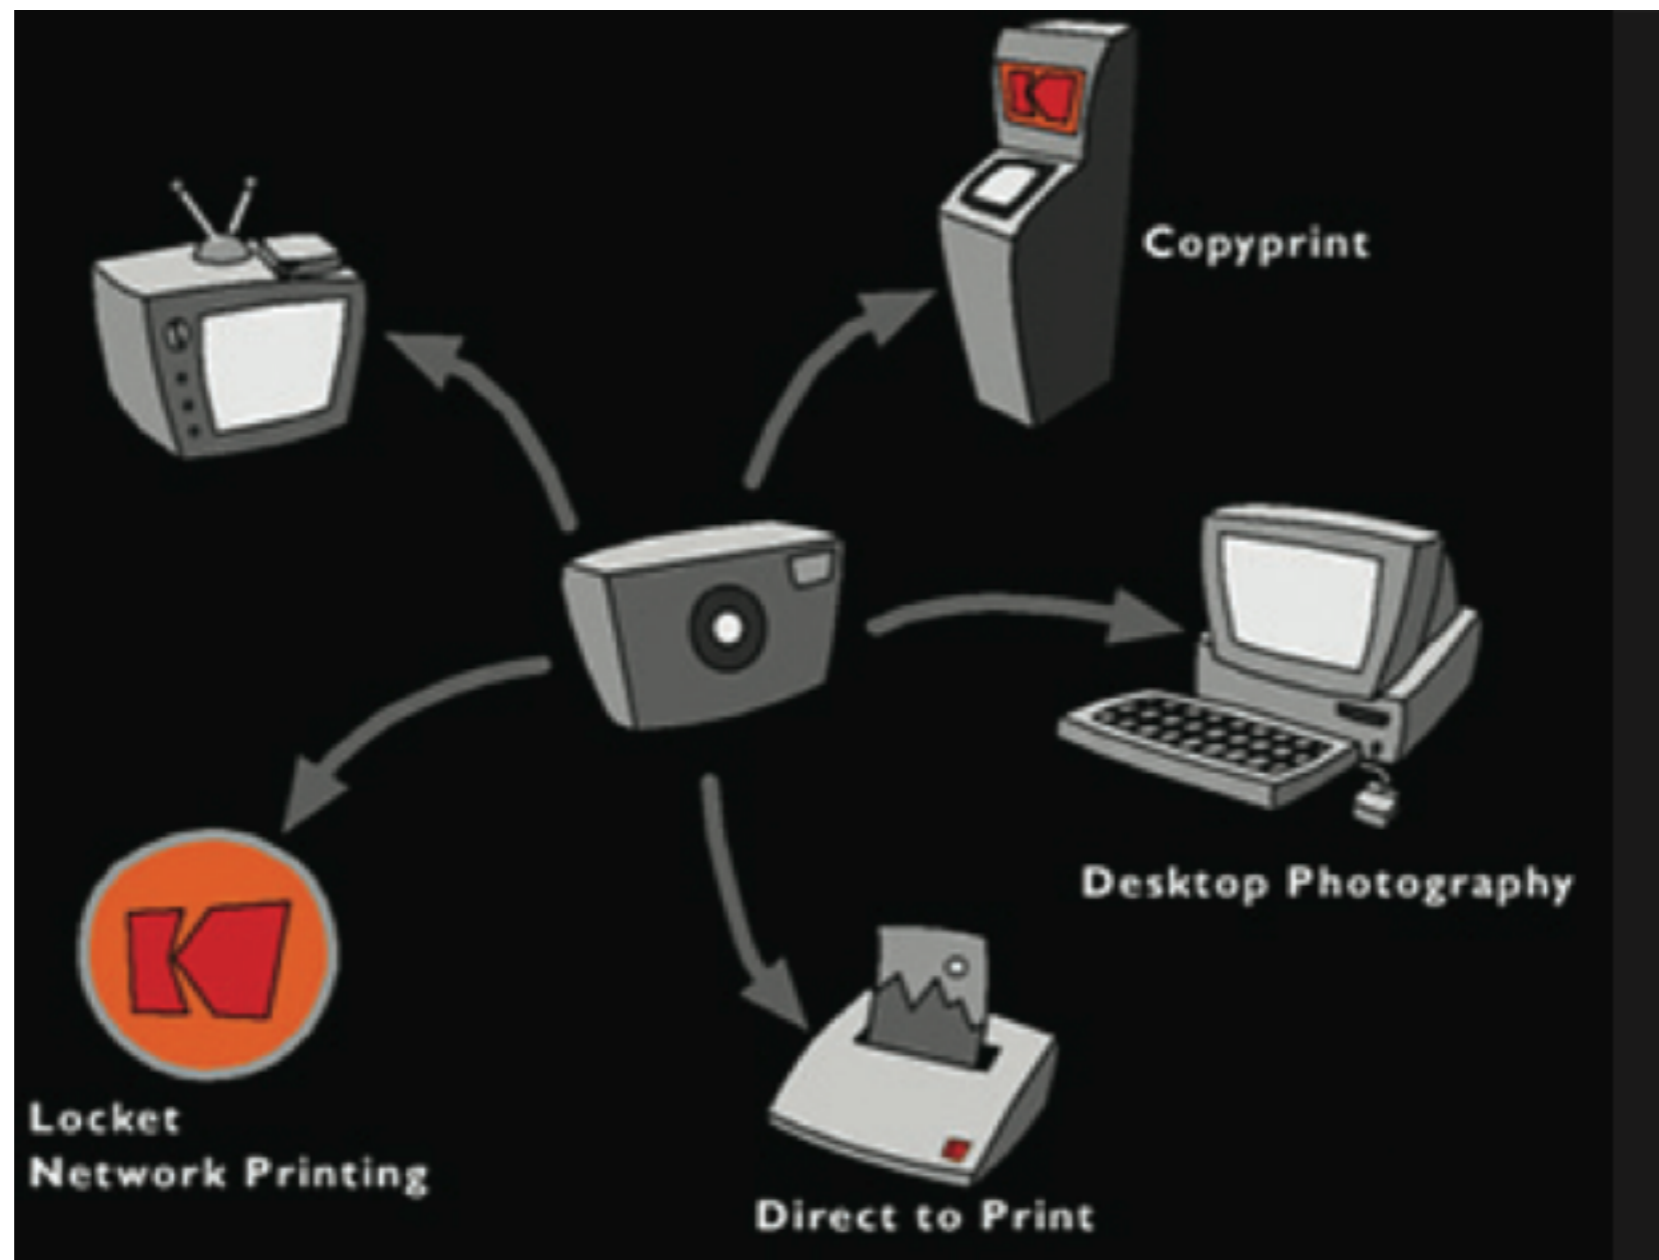 Copyprint
Desktop Photography
Locket
Network Printing
Direct to Print